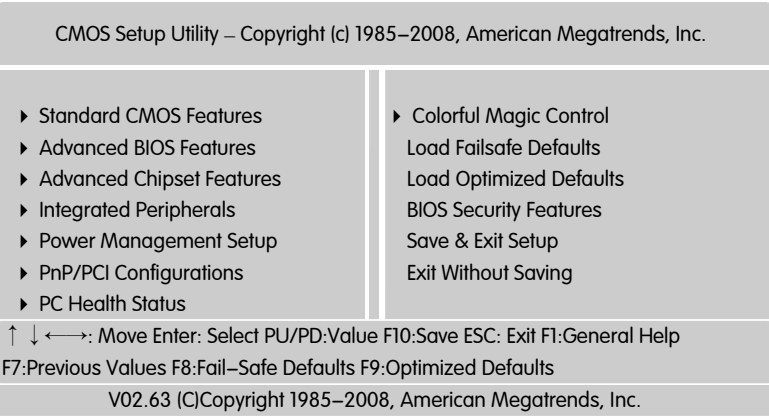 CMOS Setup Utility – Copyright (c) 1985–2008, American Megatrends, Inc.
Standard CMOS Features
Advanced BIOS Features
Advanced Chipset Features
Integrated Peripherals
Power Management Setup
PnP/PCI Configurations
PC Health Status
Colorful Magic Control
Load Failsafe Defaults
Load Optimized Defaults
BIOS Security Features
Save & Exit Setup
Exit Without Saving
↑ ↓←→: Move Enter: Select PU/PD:Value F10:Save ESC: Exit F1:General Help
F7:Previous Values F8:Fail–Safe Defaults F9:Optimized Defaults
V02.63 (C)Copyright 1985–2008, American Megatrends, Inc.